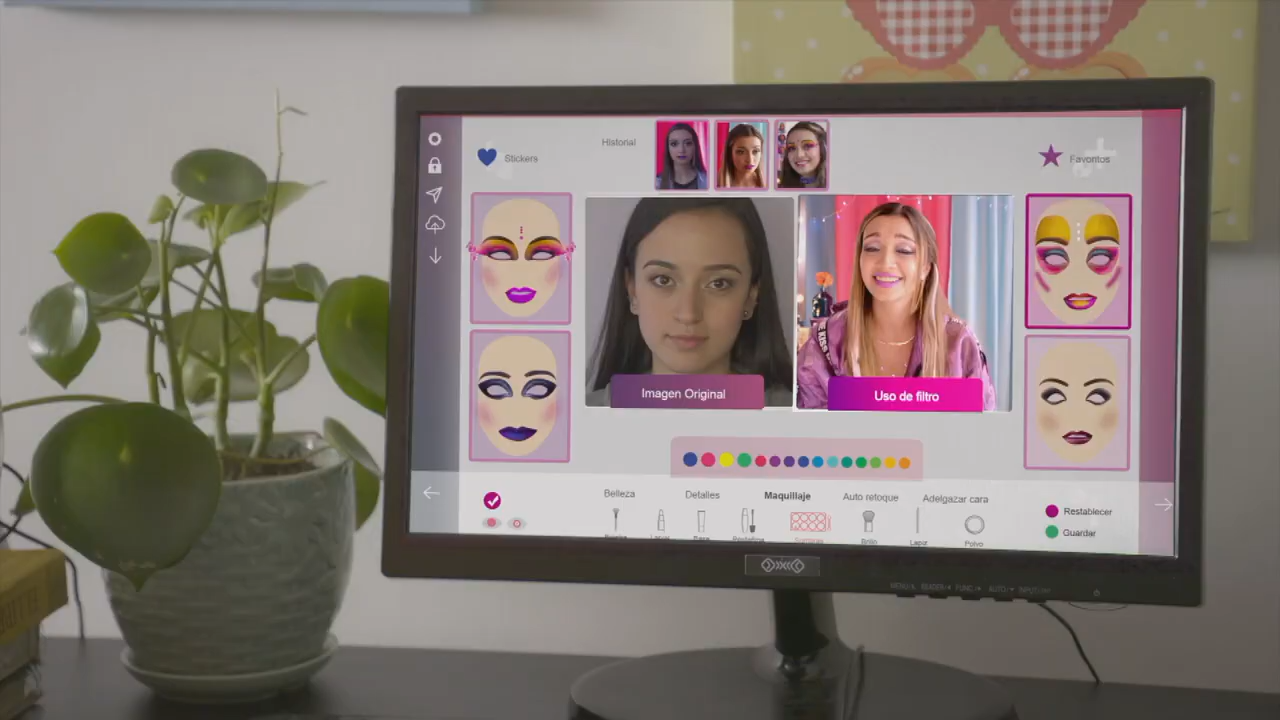 Historial
Stickers
Favoritos
Imagen Original
Uso de filtro
Belleza
Detalles
Maquillaje
Auto retoque
Adelgazar cara
Restablecer
Guardar
Brillo
Lapiz
Polvo